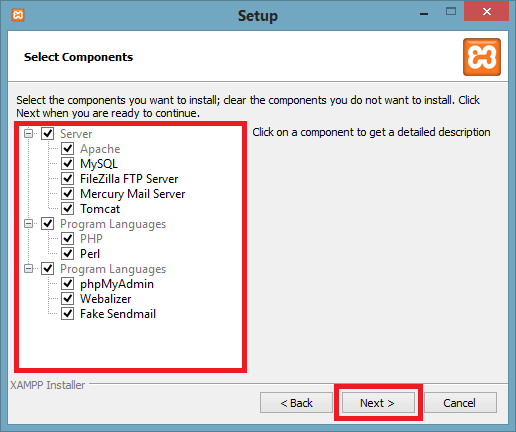 Setup
Select Components
Select the components you want to install; clear the components you do not want to install. Click
Next when you are ready to continue.
Server
Apache
MySQL
FileZilla FTP Server
Mercury Mail Server
Tomcat
Program Languages
PHP
Perl
Program Languages
phpMyAdmin
Webalizer
Fake Sendmail
Click on a component to get a detailed description
XAMPP Installer
< Back
Next >
Cancel